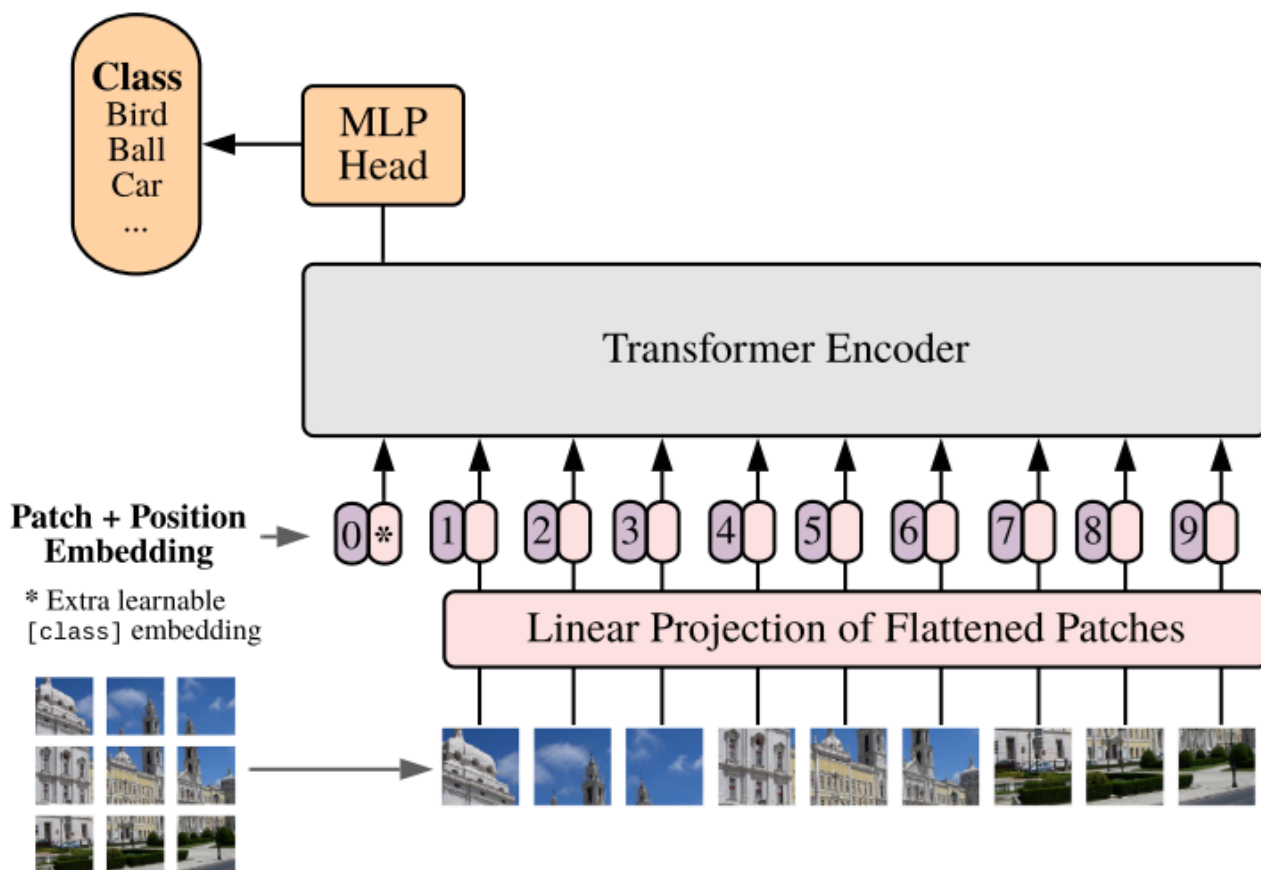 Class
Bird
Ball
Car
...
MLP
Head
Transformer Encoder
Patch + Position
Embedding
0 * 1 2 3 4 5 6 7 8 9
* Extra learnable
[class] embedding
Linear Projection of Flattened Patches